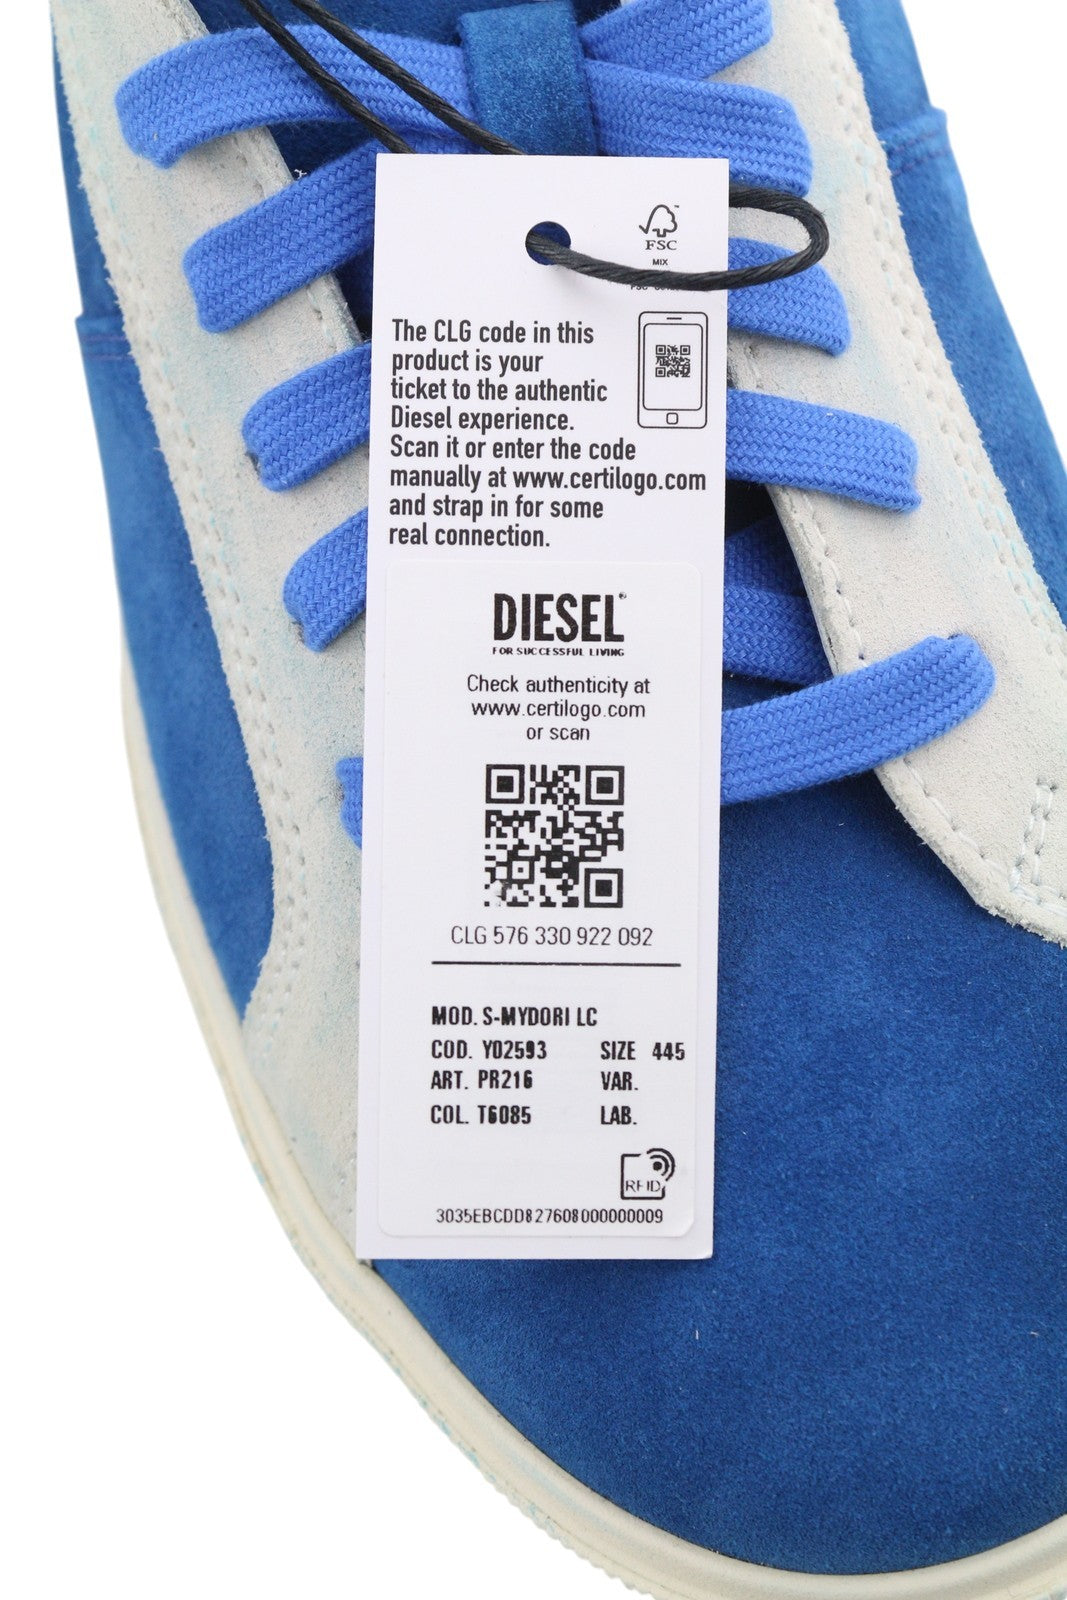 FSC
MIX
The CLG code in this
product is your
ticket to the authentic
Diesel experience.
Scan it or enter the code
manually at www.certilogo.com
and strap in for some
real connection.
DIESEL
FOR SUCCESSFUL LIVING
Check authenticity at
www.certilogo.com
or scan
CLG 576 330 922 092
MOD. S-MYDORI LC
COD. Y02593 SIZE 445
ART. PR216 VAR.
COL. T6085 LAB.
RFID
3035EBCDD827608000000009